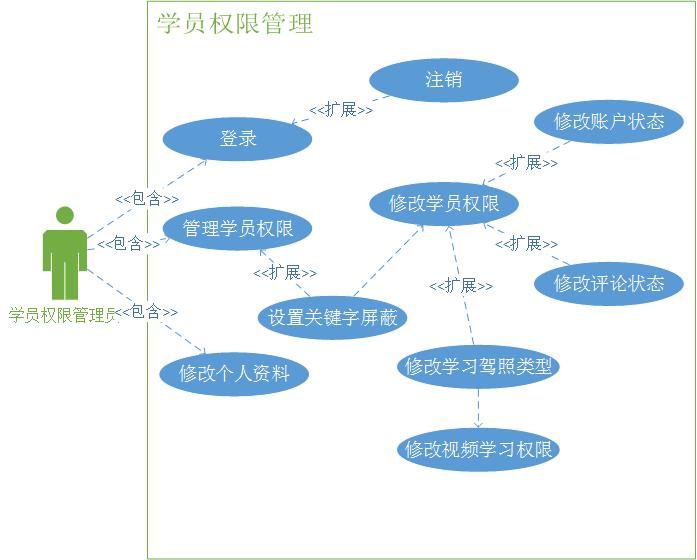 学员权限管理
注销
<<扩展>>
修改账户状态
登录
<<扩展>>
<<包含>>
修改学员权限
管理学员权限
<<包含>>
<<扩展>>
<<扩展>>
修改评论状态
<<扩展>>
学员权限管理员
<<包含>>
设置关键字屏蔽
修改个人资料
修改学习驾照类型
修改视频学习权限